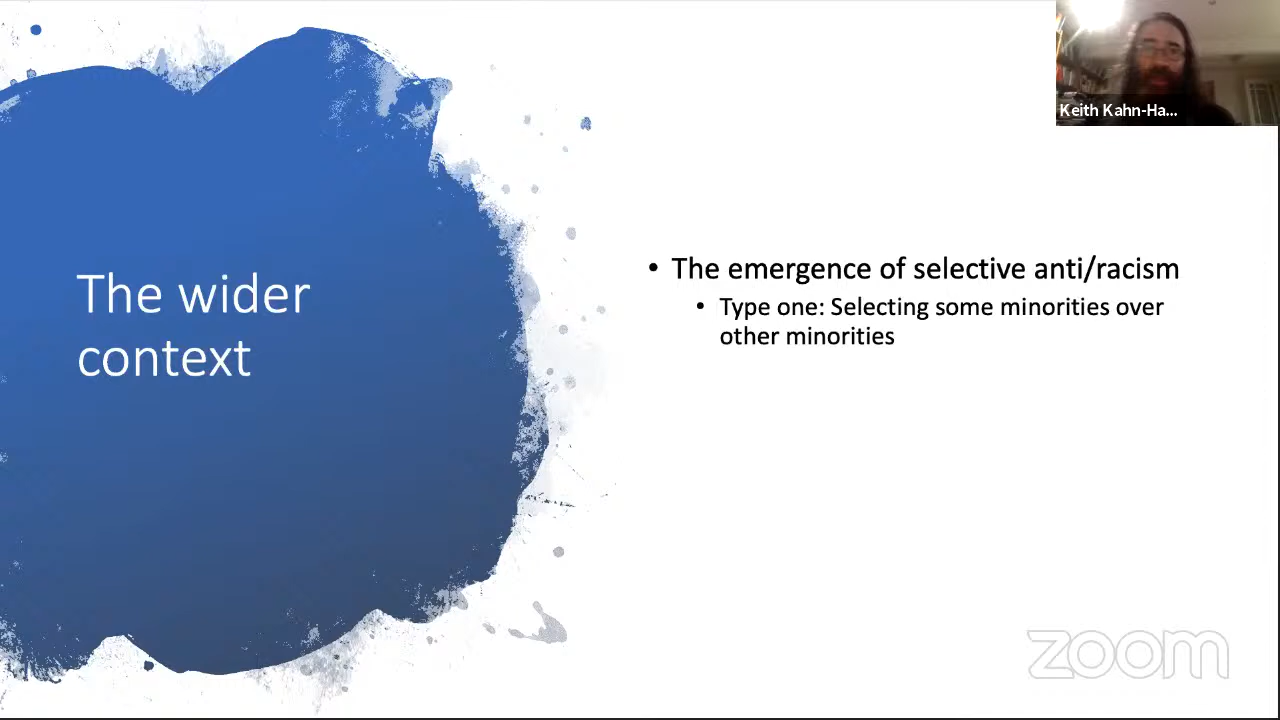 Keith Kahn-Ha...
The wider
context
• The emergence of selective anti/racism
• Type one: Selecting some minorities over
other minorities
zoom